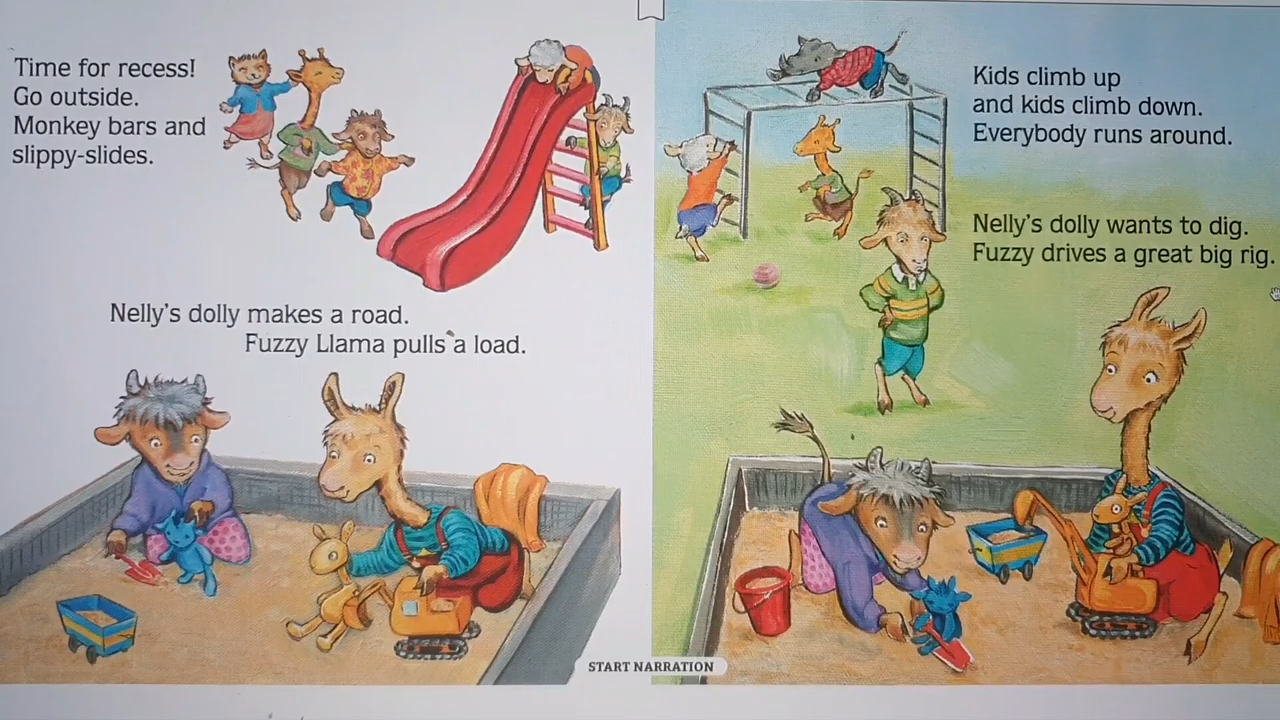 Time for recess!
Go outside.
Monkey bars and
slippy-slides.
Nelly's dolly makes a road.
Fuzzy Llama pulls a load.
Kids climb up
and kids climb down.
Everybody runs around.
Nelly's dolly wants to dig.
Fuzzy drives a great big rig.
START NARRATION